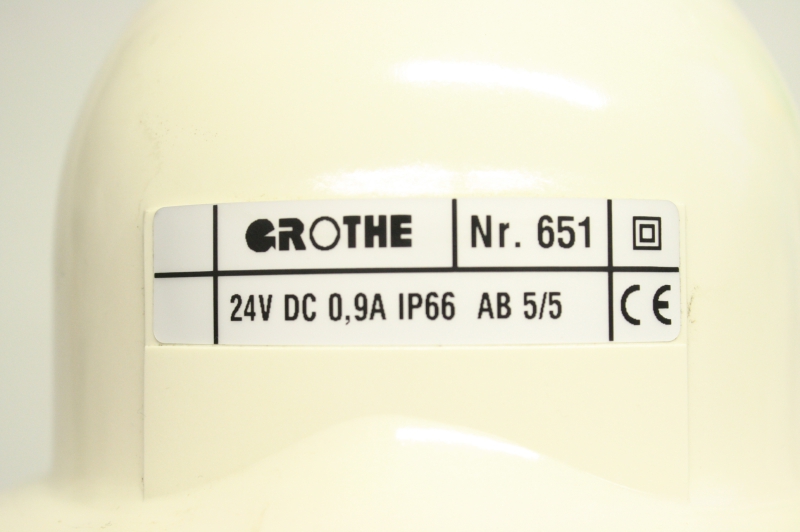 GROTHE Nr. 651
24V DC 0,9A IP66 AB 5/5 CE